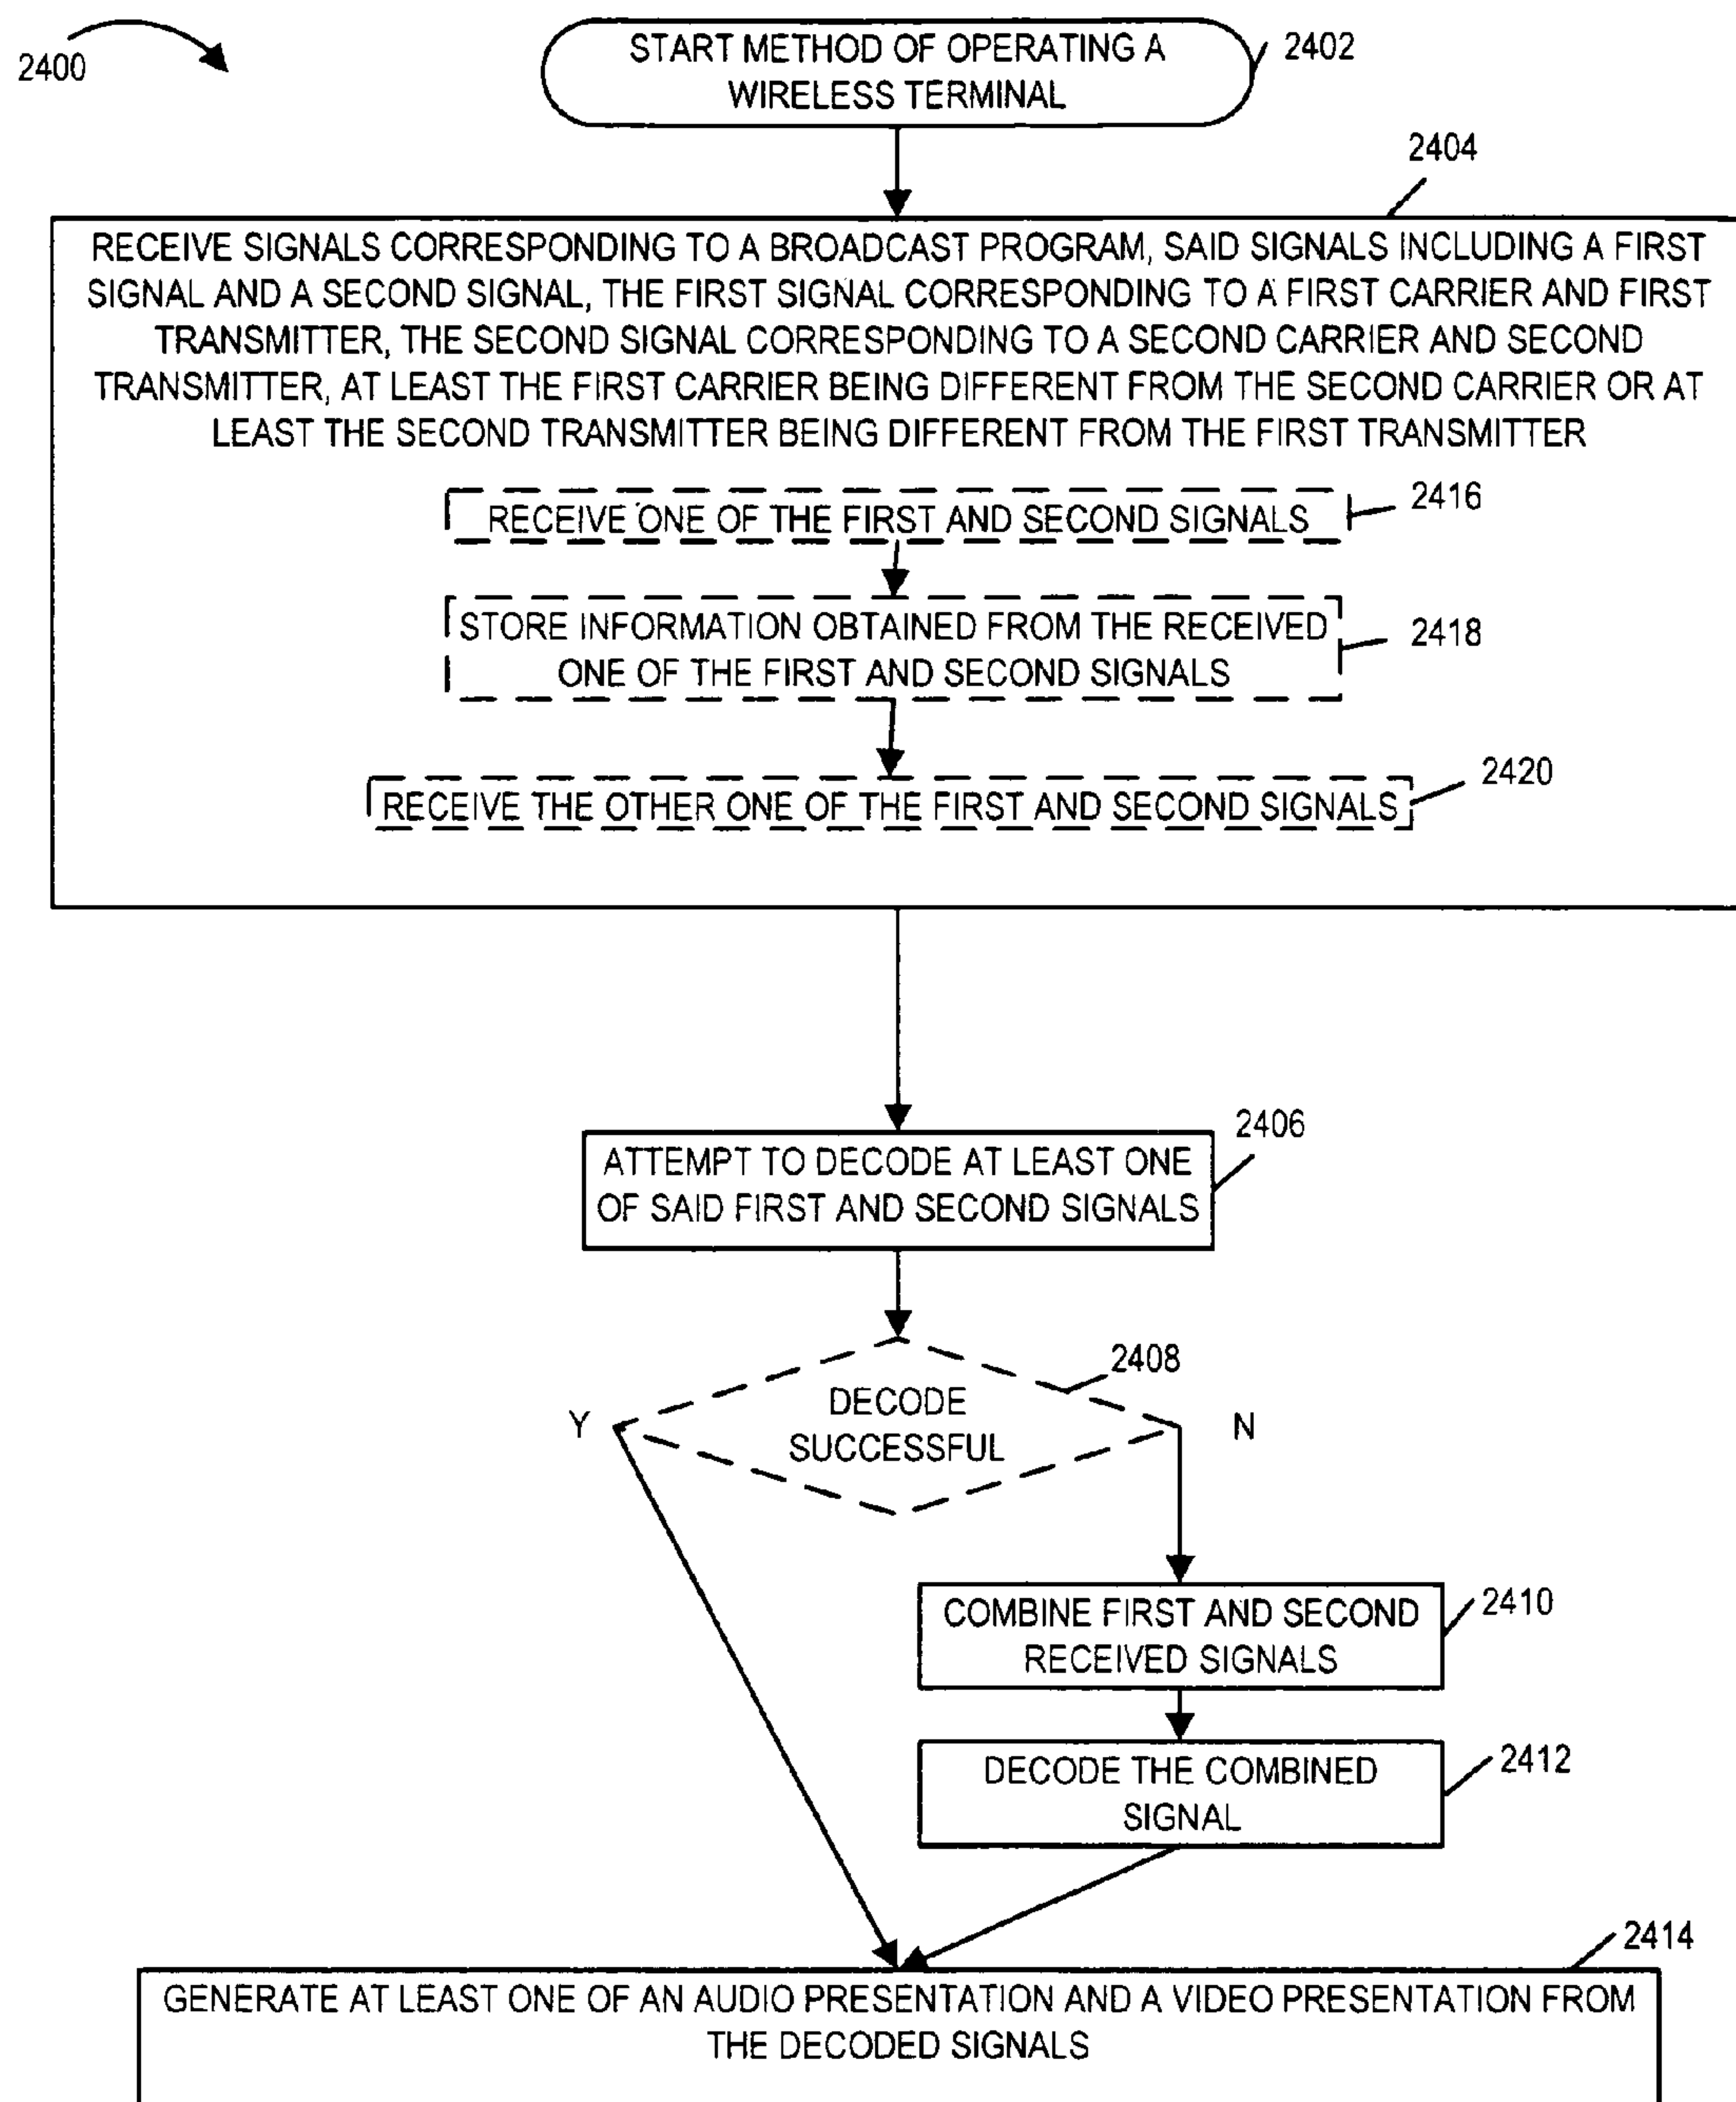 2400
START METHOD OF OPERATING A
WIRELESS TERMINAL
2402
2404
RECEIVE SIGNALS CORRESPONDING TO A BROADCAST PROGRAM, SAID SIGNALS INCLUDING A FIRST
SIGNAL AND A SECOND SIGNAL, THE FIRST SIGNAL CORRESPONDING TO A FIRST CARRIER AND FIRST
TRANSMITTER, THE SECOND SIGNAL CORRESPONDING TO A SECOND CARRIER AND SECOND
TRANSMITTER, AT LEAST THE FIRST CARRIER BEING DIFFERENT FROM THE SECOND CARRIER OR AT
LEAST THE SECOND TRANSMITTER BEING DIFFERENT FROM THE FIRST TRANSMITTER
RECEIVE ONE OF THE FIRST AND SECOND SIGNALS
2416
STORE INFORMATION OBTAINED FROM THE RECEIVED
ONE OF THE FIRST AND SECOND SIGNALS
2418
RECEIVE THE OTHER ONE OF THE FIRST AND SECOND SIGNALS
2420
2406
ATTEMPT TO DECODE AT LEAST ONE
OF SAID FIRST AND SECOND SIGNALS
2408
DECODE
SUCCESSFUL
Y
N
COMBINE FIRST AND SECOND
RECEIVED SIGNALS
2410
DECODE THE COMBINED
SIGNAL
2412
2414
GENERATE AT LEAST ONE OF AN AUDIO PRESENTATION AND A VIDEO PRESENTATION FROM
THE DECODED SIGNALS